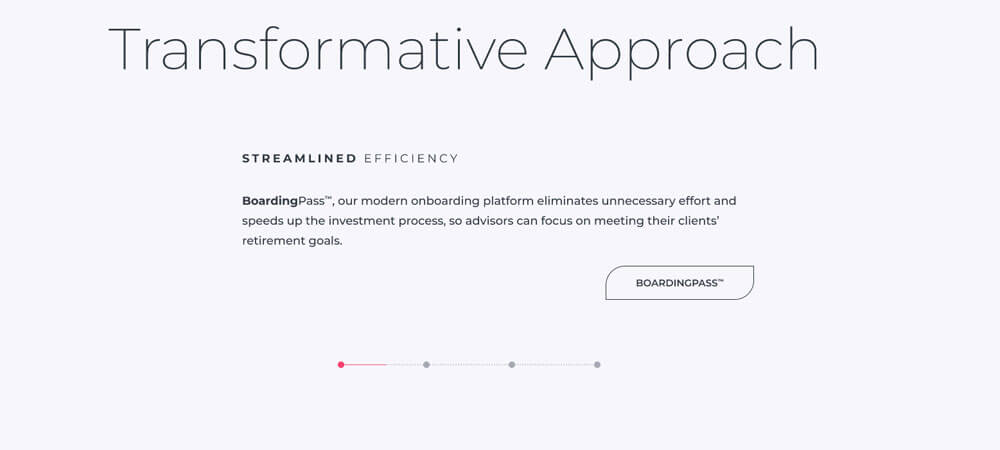 Transformative Approach
STREAMLINED EFFICIENCY
BoardingPass™, our modern onboarding platform eliminates unnecessary effort and
speeds up the investment process, so advisors can focus on meeting their clients’
retirement goals.
BOARDINGPASS™